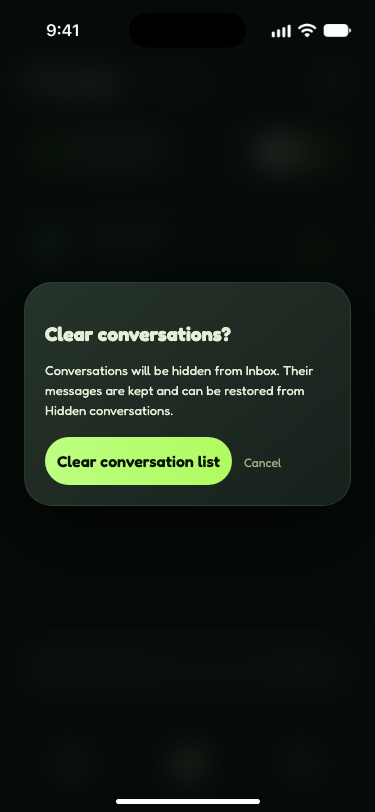 9:41
Clear conversations?
Conversations will be hidden from Inbox. Their
messages are kept and can be restored from
Hidden conversations.
Clear conversation list
Cancel